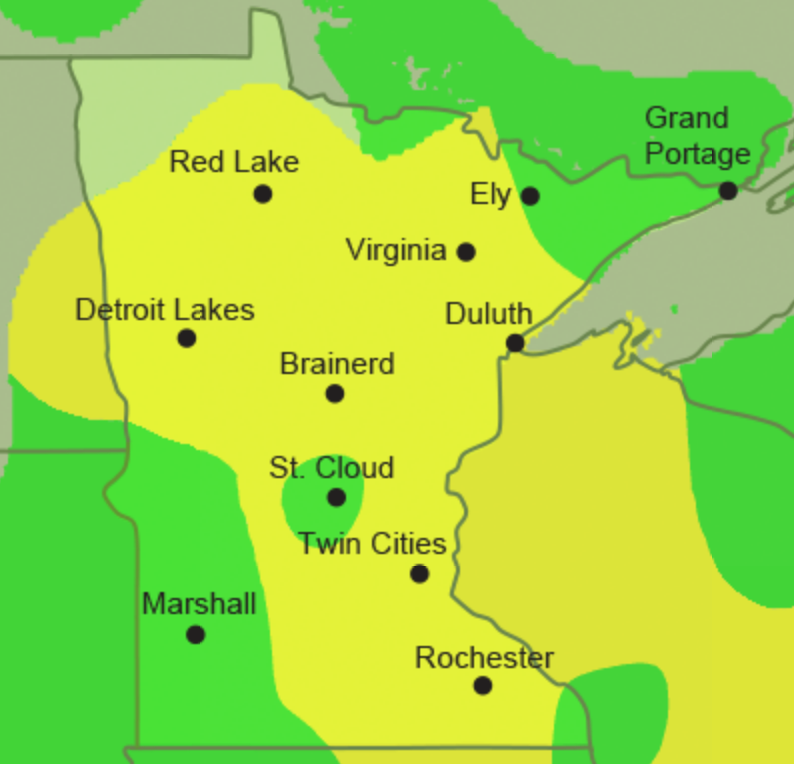 Grand
Portage
Red Lake
Ely
Virginia
Detroit Lakes
Duluth
Brainerd
St. Cloud
Twin Cities
Marshall
Rochester